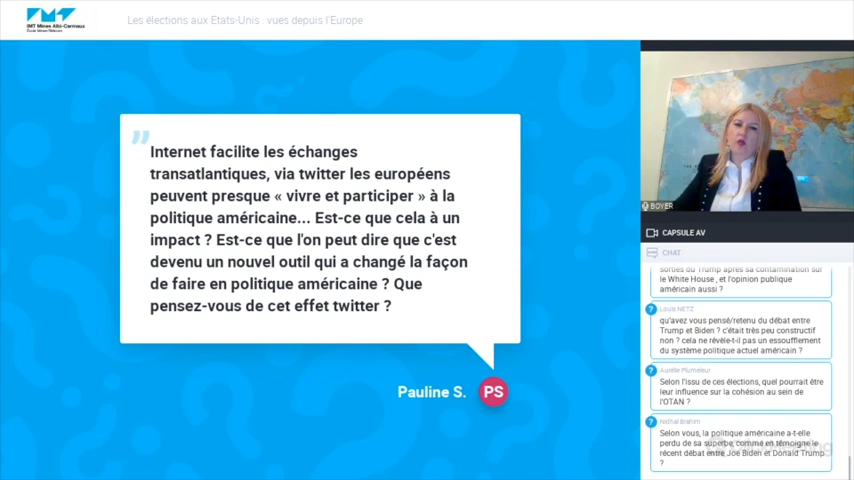 IMT Mines Albi-Carmaux
École Mines-Télécom
Les élections aux Etats-Unis : vues depuis l'Europe
Internet facilite les échanges
transatlantiques, via twitter les européens
peuvent presque « vivre et participer » à la
politique américaine... Est-ce que cela à un
impact ? Est-ce que l'on peut dire que c'est
devenu un nouvel outil qui a changé la façon
de faire en politique américaine ? Que
pensez-vous de cet effet twitter ?
Pauline S.
PS
BOYER
CAPSULE AV
CHAT
sorties du Trump après sa contamination sur
le White House , et l'opinion publique
américain aussi ?
Louis NETZ
qu'avez vous pensé/retenu du débat entre
Trump et Biden ? c'était très peu constructif
non ? cela ne révèle-t-il pas un essoufflement
du système politique actuel américain ?
Aurélie Plumeleur
Selon l'issu de ces élections, quel pourrait être
leur influence sur la cohésion au sein de
l'OTAN ?
Nidhal Brahim
Selon vous, la politique américaine a-t-elle
perdu de sa superbe, comme en témoigne le
récent débat entre Joe Biden et Donald Trump
?